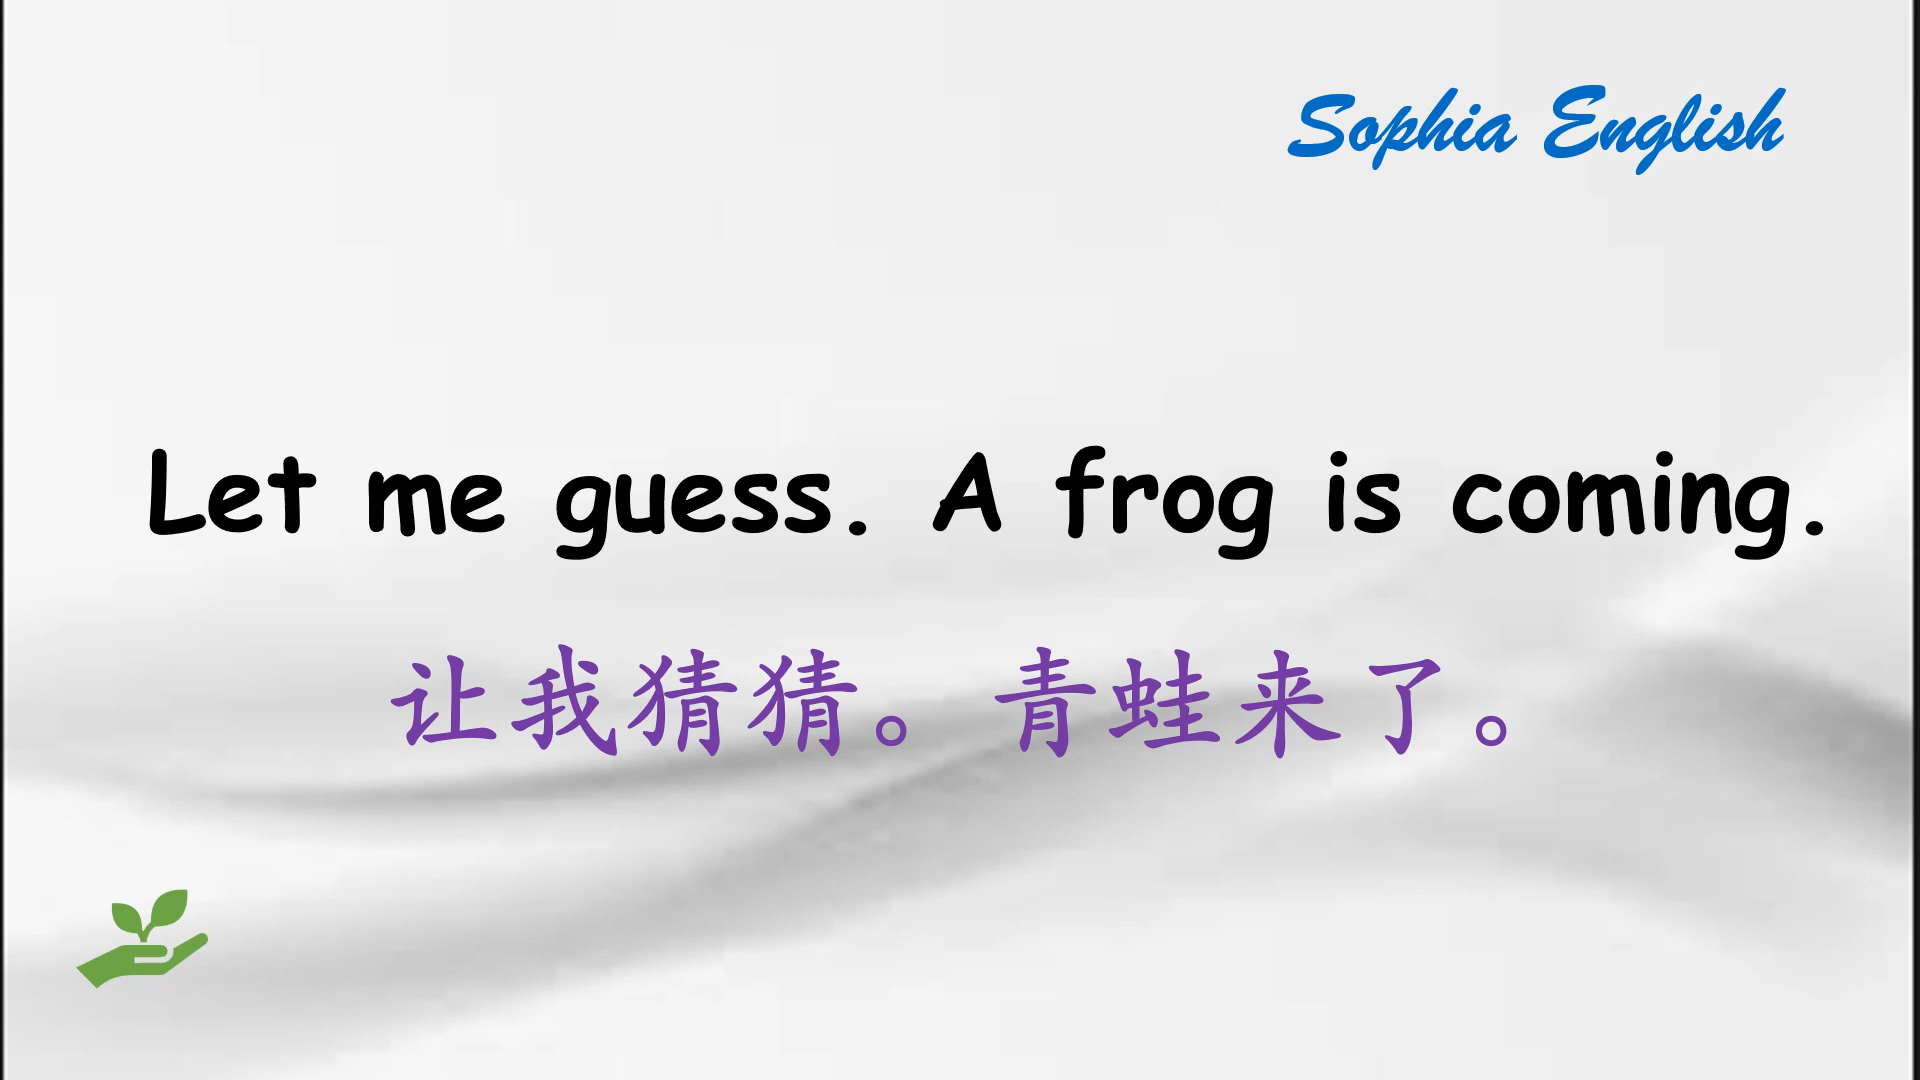 Sophia English
Let me guess. A frog is coming.
让我猜猜。青蛙来了。